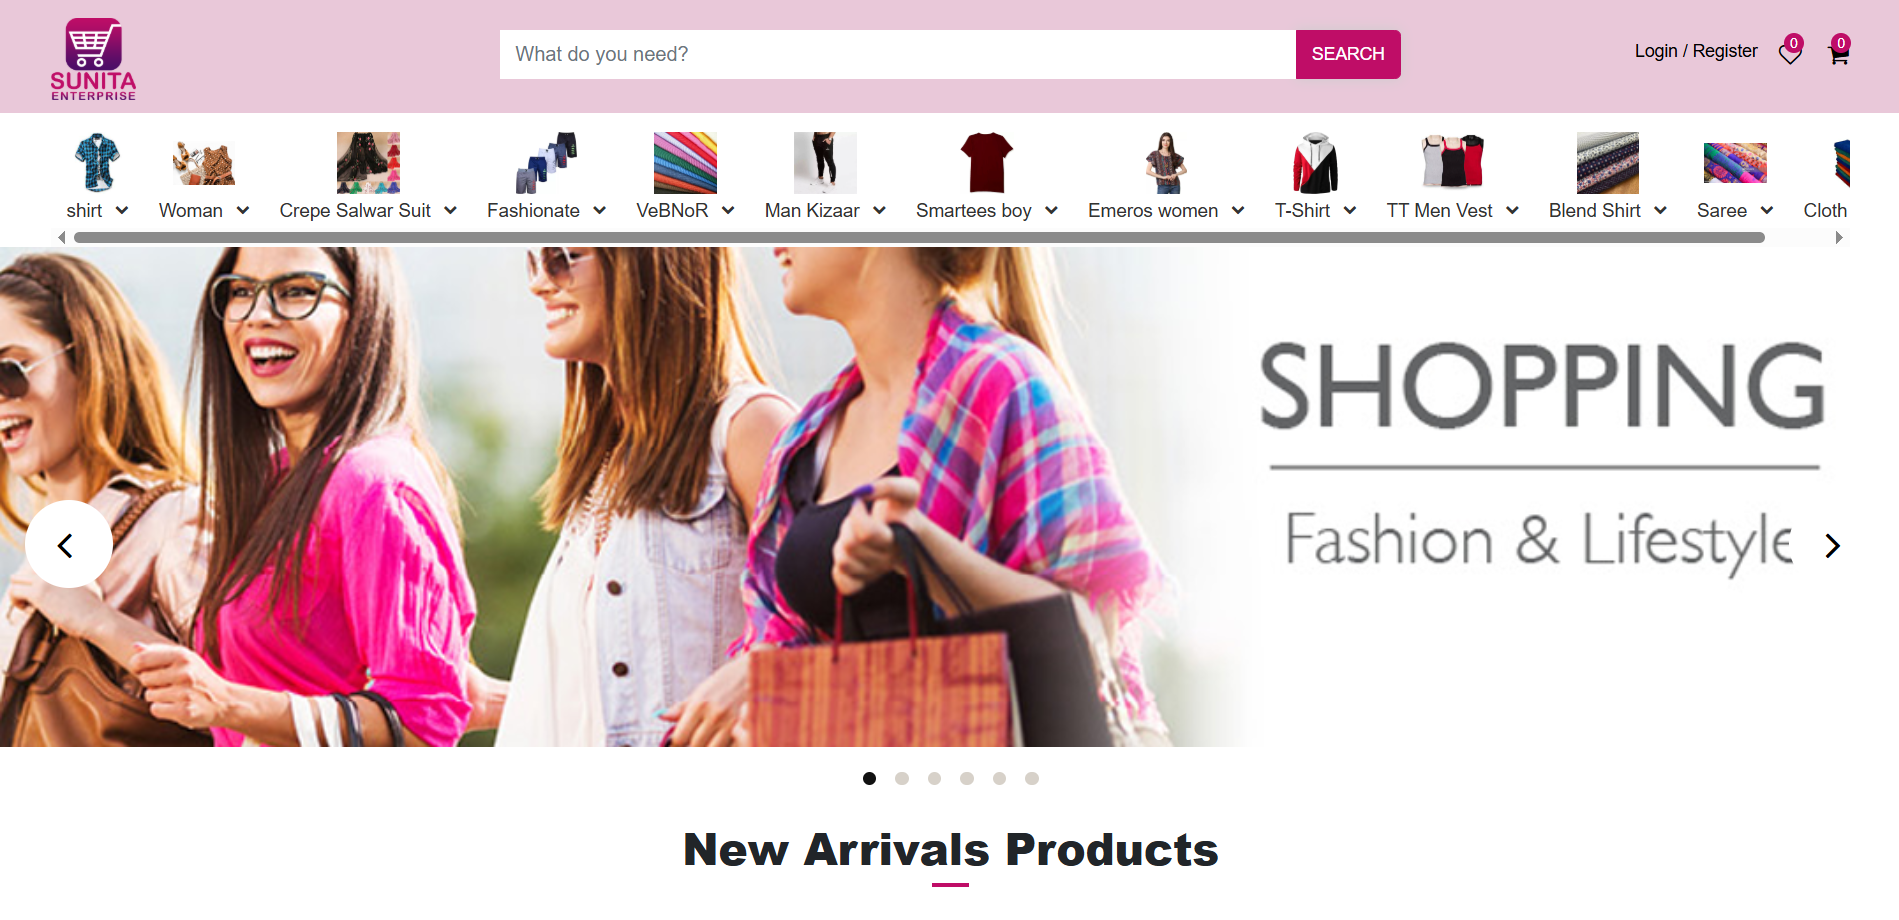 SUNITA
ENTERPRISE
What do you need?
SEARCH
Login / Register
0
0
shirt
Woman
Crepe Salwar Suit
Fashionate
VeBNoR
Man Kizaar
Smartees boy
Emeros women
T-Shirt
TT Men Vest
Blend Shirt
Saree
Cloth
SHOPPING
Fashion & Lifestyle
New Arrivals Products